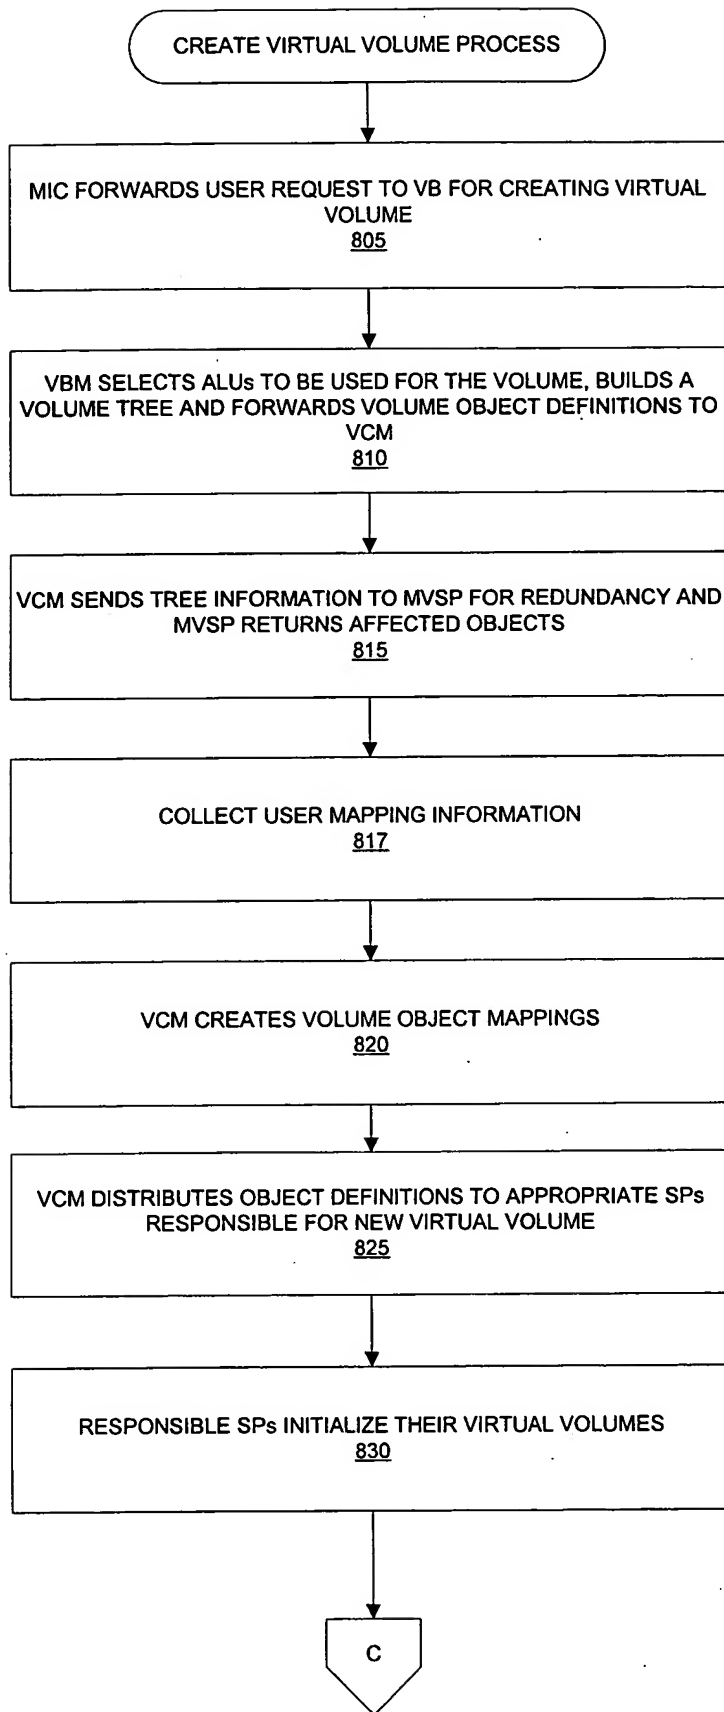 CREATE VIRTUAL VOLUME PROCESS
MIC FORWARDS USER REQUEST TO VB FOR CREATING VIRTUAL
VOLUME
805
VBM SELECTS ALUs TO BE USED FOR THE VOLUME, BUILDS A
VOLUME TREE AND FORWARDS VOLUME OBJECT DEFINITIONS TO
VCM
810
VCM SENDS TREE INFORMATION TO MVSP FOR REDUNDANCY AND
MVSP RETURNS AFFECTED OBJECTS
815
COLLECT USER MAPPING INFORMATION
817
VCM CREATES VOLUME OBJECT MAPPINGS
820
VCM DISTRIBUTES OBJECT DEFINITIONS TO APPROPRIATE SPs
RESPONSIBLE FOR NEW VIRTUAL VOLUME
825
RESPONSIBLE SPs INITIALIZE THEIR VIRTUAL VOLUMES
830
C